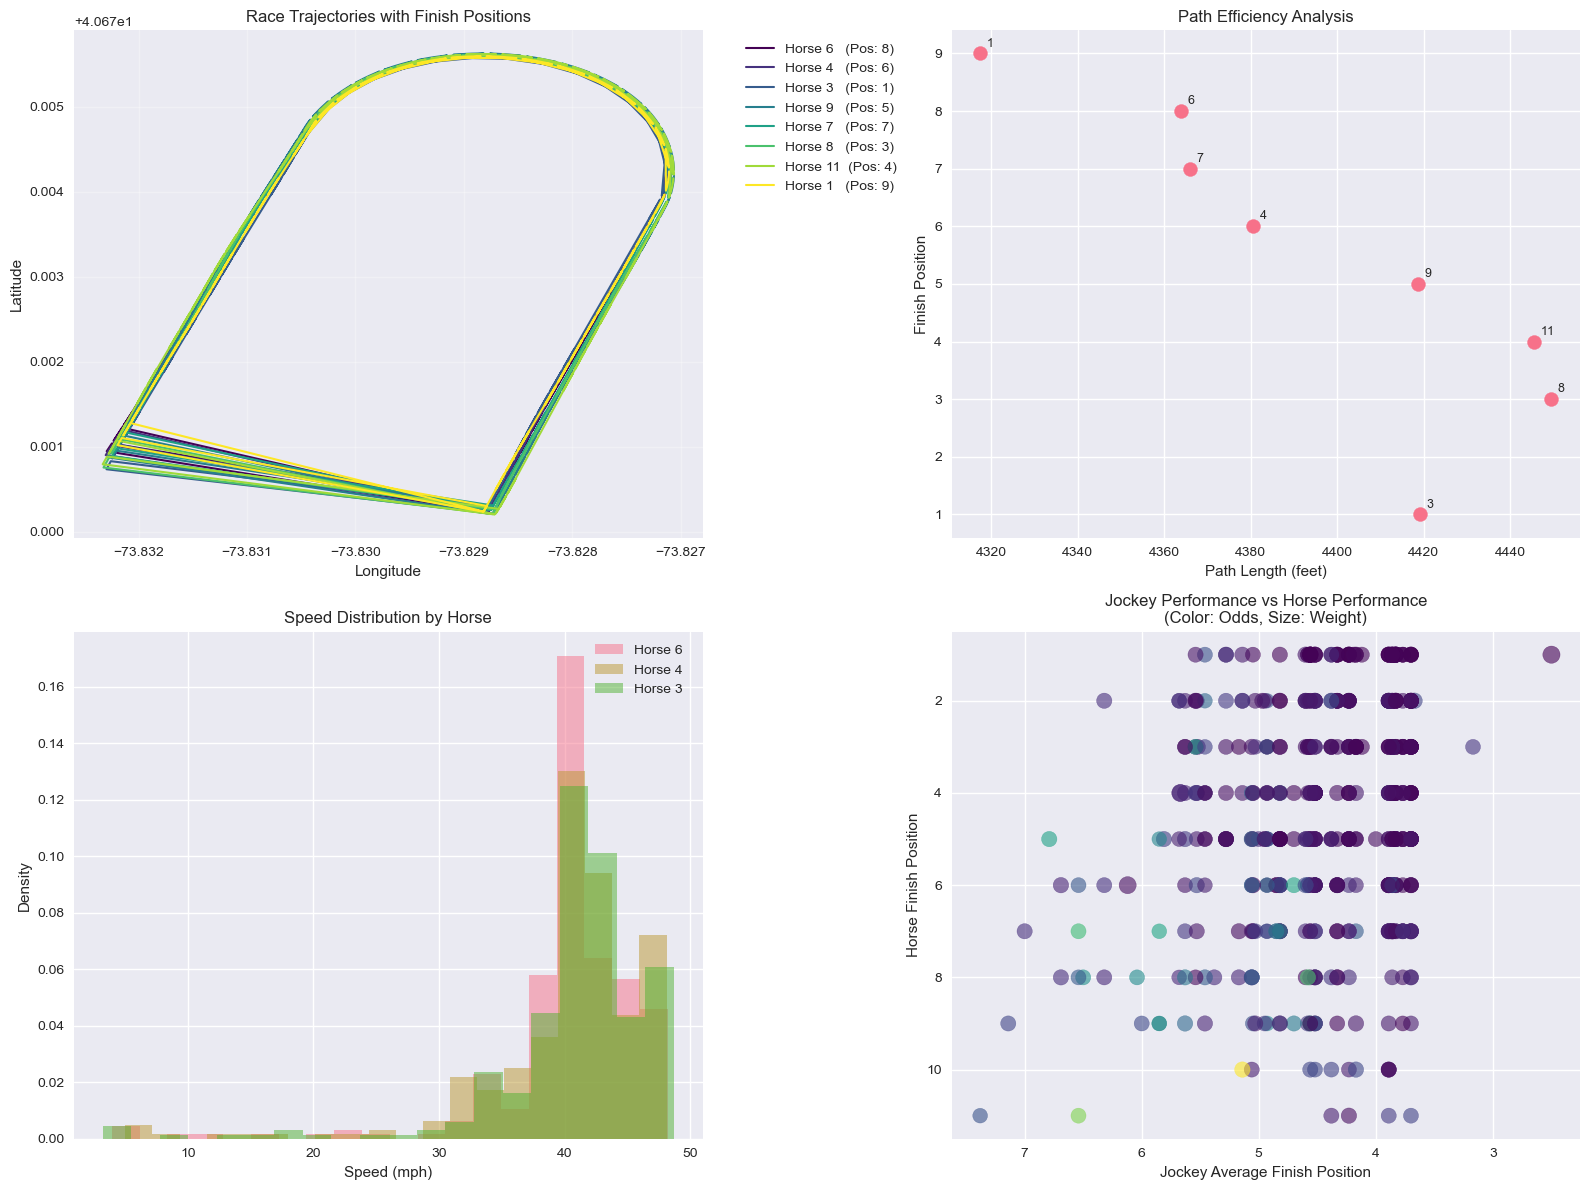 Race Trajectories with Finish Positions
+4.067e1
0.005
0.004
0.003
0.002
0.001
0.000
Latitude
−73.832 −73.831 −73.830 −73.829 −73.828 −73.827
Longitude
Horse 6 (Pos: 8)
Horse 4 (Pos: 6)
Horse 3 (Pos: 1)
Horse 9 (Pos: 5)
Horse 7 (Pos: 7)
Horse 8 (Pos: 3)
Horse 11 (Pos: 4)
Horse 1 (Pos: 9)
Path Efficiency Analysis
9
8
7
6
5
4
3
2
1
Finish Position
1
6
7
4
9
11
8
3
4320 4340 4360 4380 4400 4420 4440
Path Length (feet)
Speed Distribution by Horse
Horse 6
Horse 4
Horse 3
0.16
0.14
0.12
0.10
0.08
0.06
0.04
0.02
0.00
Density
10 20 30 40 50
Speed (mph)
Jockey Performance vs Horse Performance
(Color: Odds, Size: Weight)
2
4
6
8
10
Horse Finish Position
7 6 5 4 3
Jockey Average Finish Position